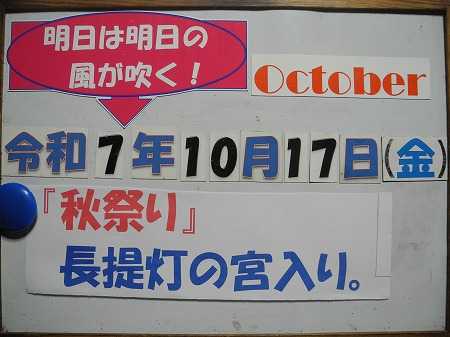 明日は明日の
風が吹く!
October
令和7年10月17日(金)
『秋祭り』
長提灯の宮入り。